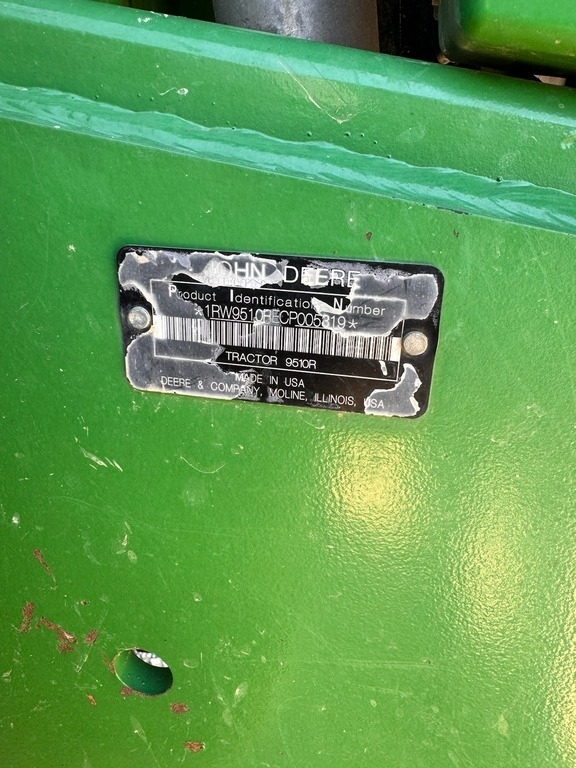 JOHN DEERE
Product Identification Number
*1RW9510RECP005819*
TRACTOR 9510R
MADE IN USA
DEERE & COMPANY, MOLINE, ILLINOIS, USA